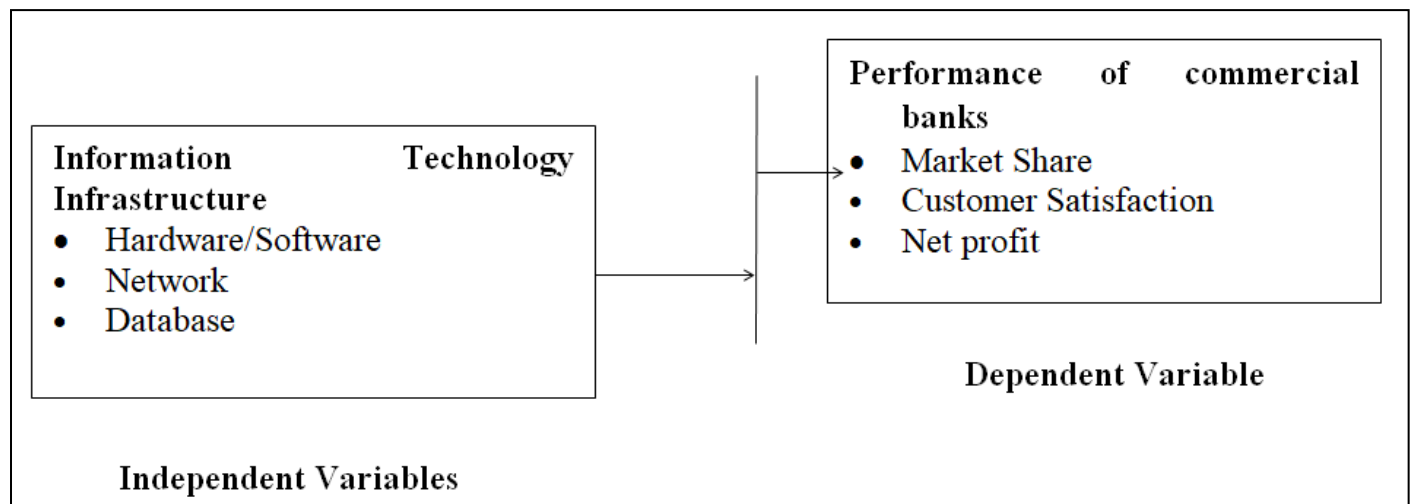 Information Technology
Infrastructure
• Hardware/Software
• Network
• Database
Independent Variables
Performance of commercial
banks
• Market Share
• Customer Satisfaction
• Net profit
Dependent Variable